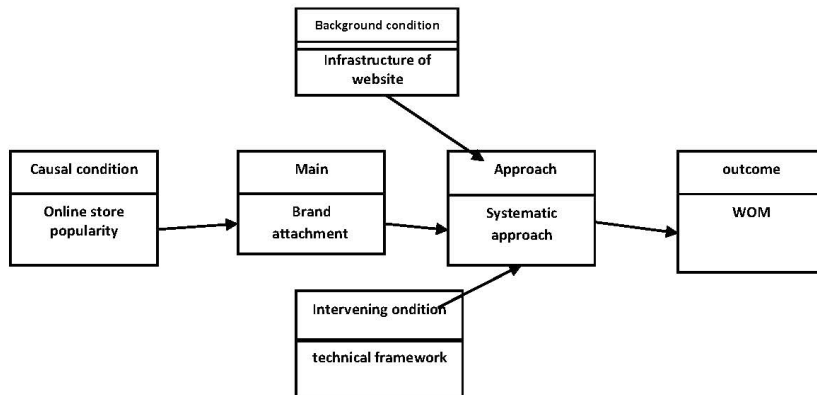 Background condition
Infrastructure of
website
Causal condition
Online store
popularity
Main
Brand
attachment
Approach
Systematic
approach
outcome
WOM
Intervening ondition
technical framework